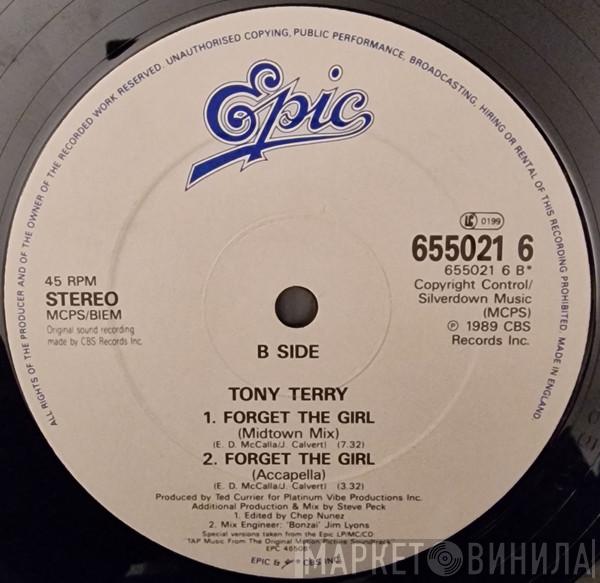 ALL RIGHTS OF THE PRODUCER AND OF THE OWNER OF THE RECORDED WORK RESERVED. UNAUTHORISED COPYING, PUBLIC PERFORMANCE, BROADCASTING, HIRING OR RENTAL OF THIS RECORDING PROHIBITED. MADE IN ENGLAND.
Epic
LC 0199
655021 6
655021 6 B*
Copyright Control/
Silverdown Music
(MCPS)
℗ 1989 CBS
Records Inc.
45 RPM
STEREO
MCPS/BIEM
Original sound recording
made by CBS Records Inc.
B SIDE
TONY TERRY
1. FORGET THE GIRL
(Midtown Mix)
(E. D. McCalla/J. Calvert) (7.32)
2. FORGET THE GIRL
(Accapella)
(E. D. McCalla/J. Calvert) (3.32)
Produced by Ted Currier for Platinum Vibe Productions Inc.
Additional Production & Mix by Steve Peck
1. Edited by Chep Nunez
2. Mix Engineer: 'Bonzai' Jim Lyons
Special versions taken from the Epic LP/MC/CD:
"TAP Music From The Original Motion Picture Soundtrack"
EPC 465081
EPIC & CBS INC.
МАРКЕТ ВИНИЛА